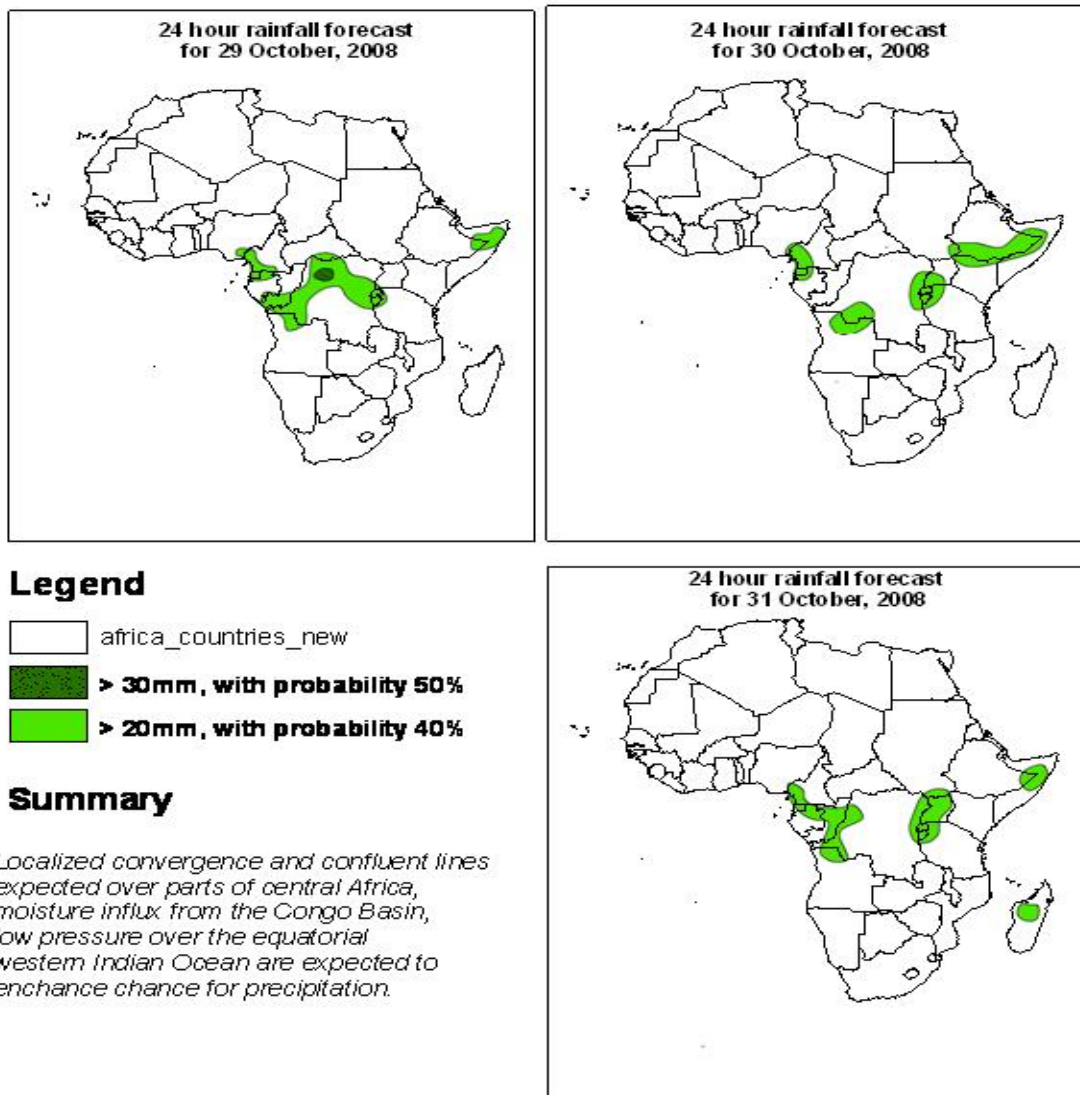 24 hour rainfall forecast
for 29 October, 2008
24 hour rainfall forecast
for 30 October, 2008
Legend
africa_countries_new
> 30mm, with probability 50%
> 20mm, with probability 40%
Summary
Localized convergence and confluent lines
expected over parts of central Africa,
moisture influx from the Congo Basin,
low pressure over the equatorial
western Indian Ocean are expected to
enchance chance for precipitation.
24 hour rainfall forecast
for 31 October, 2008